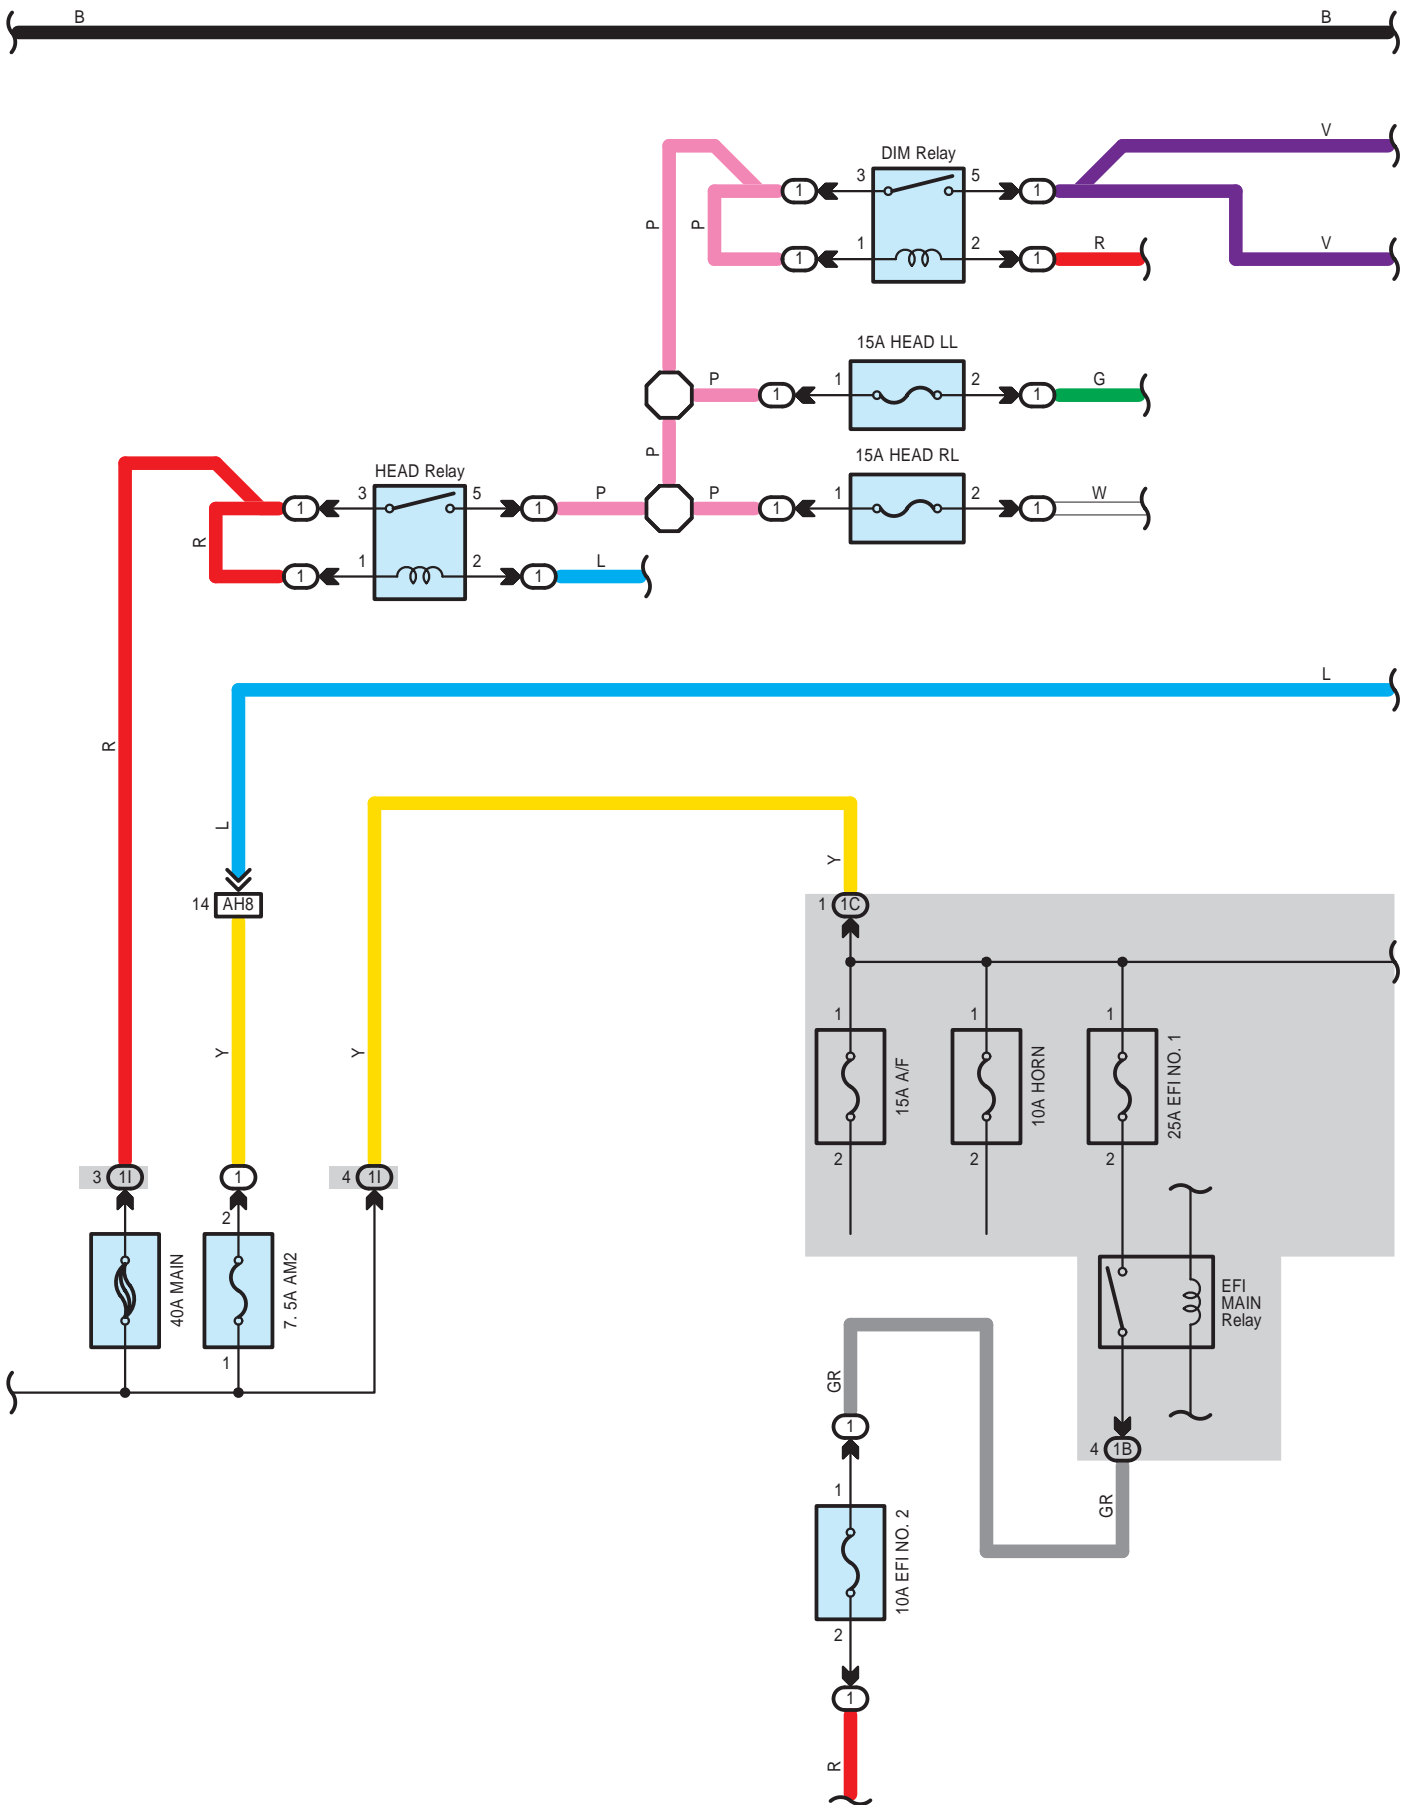 B B
V
DIM Relay
3 5
1 1
P P
1 2 V
R
1 1
15A HEAD LL
P 1 2 G
1 1
P
15A HEAD RL
HEAD Relay
3 5 P P 1 2 W
1 1 1 1
R
1 2 L
1 1
L
R
L
Y
14 AH8 1 1C
1 1 1
Y Y
15A A/F
10A HORN
25A EFI NO. 1
2 2 2
3 1I 1 4 1I
2
40A MAIN
7. 5A AM2
EFI
MAIN
Relay
1
GR
1 4 1B
1 GR
10A EFI NO. 2
2
1
R